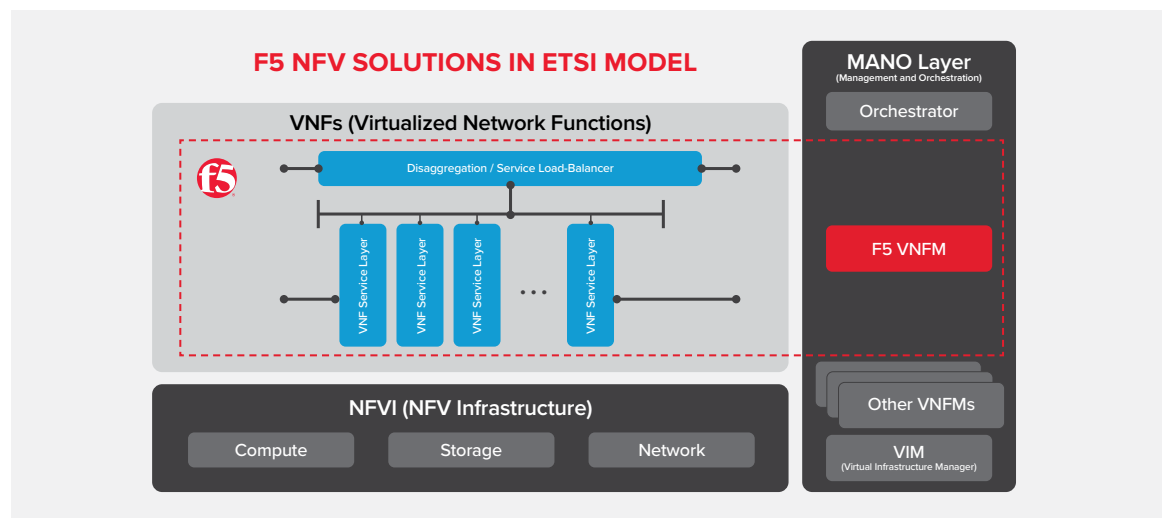 F5 NFV SOLUTIONS IN ETSI MODEL
VNFs (Virtualized Network Functions)
f5
Disaggregation / Service Load-Balancer
VNF Service Layer
VNF Service Layer
VNF Service Layer
...
VNF Service Layer
NFVI (NFV Infrastructure)
Compute
Storage
Network
MANO Layer
(Management and Orchestration)
Orchestrator
F5 VNFM
Other VNFMs
VIM
(Virtual Infrastructure Manager)